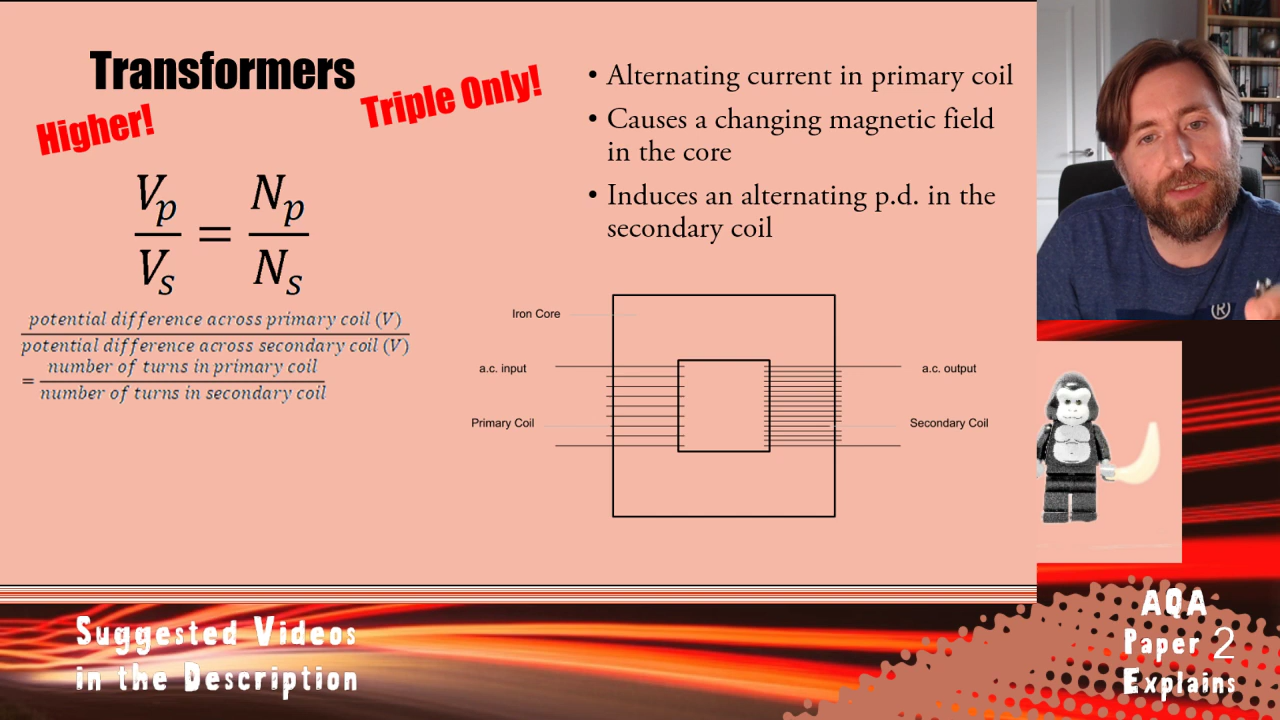 Transformers
Higher!
Triple Only!
V_p / V_s = N_p / N_s
potential difference across primary coil (V)
potential difference across secondary coil (V)
number of turns in primary coil
=
number of turns in secondary coil
• Alternating current in primary coil
• Causes a changing magnetic field
in the core
• Induces an alternating p.d. in the
secondary coil
Iron Core
a.c. input
a.c. output
Primary Coil
Secondary Coil
®
Suggested Videos
in the Description
AQA
Paper 2
Explains